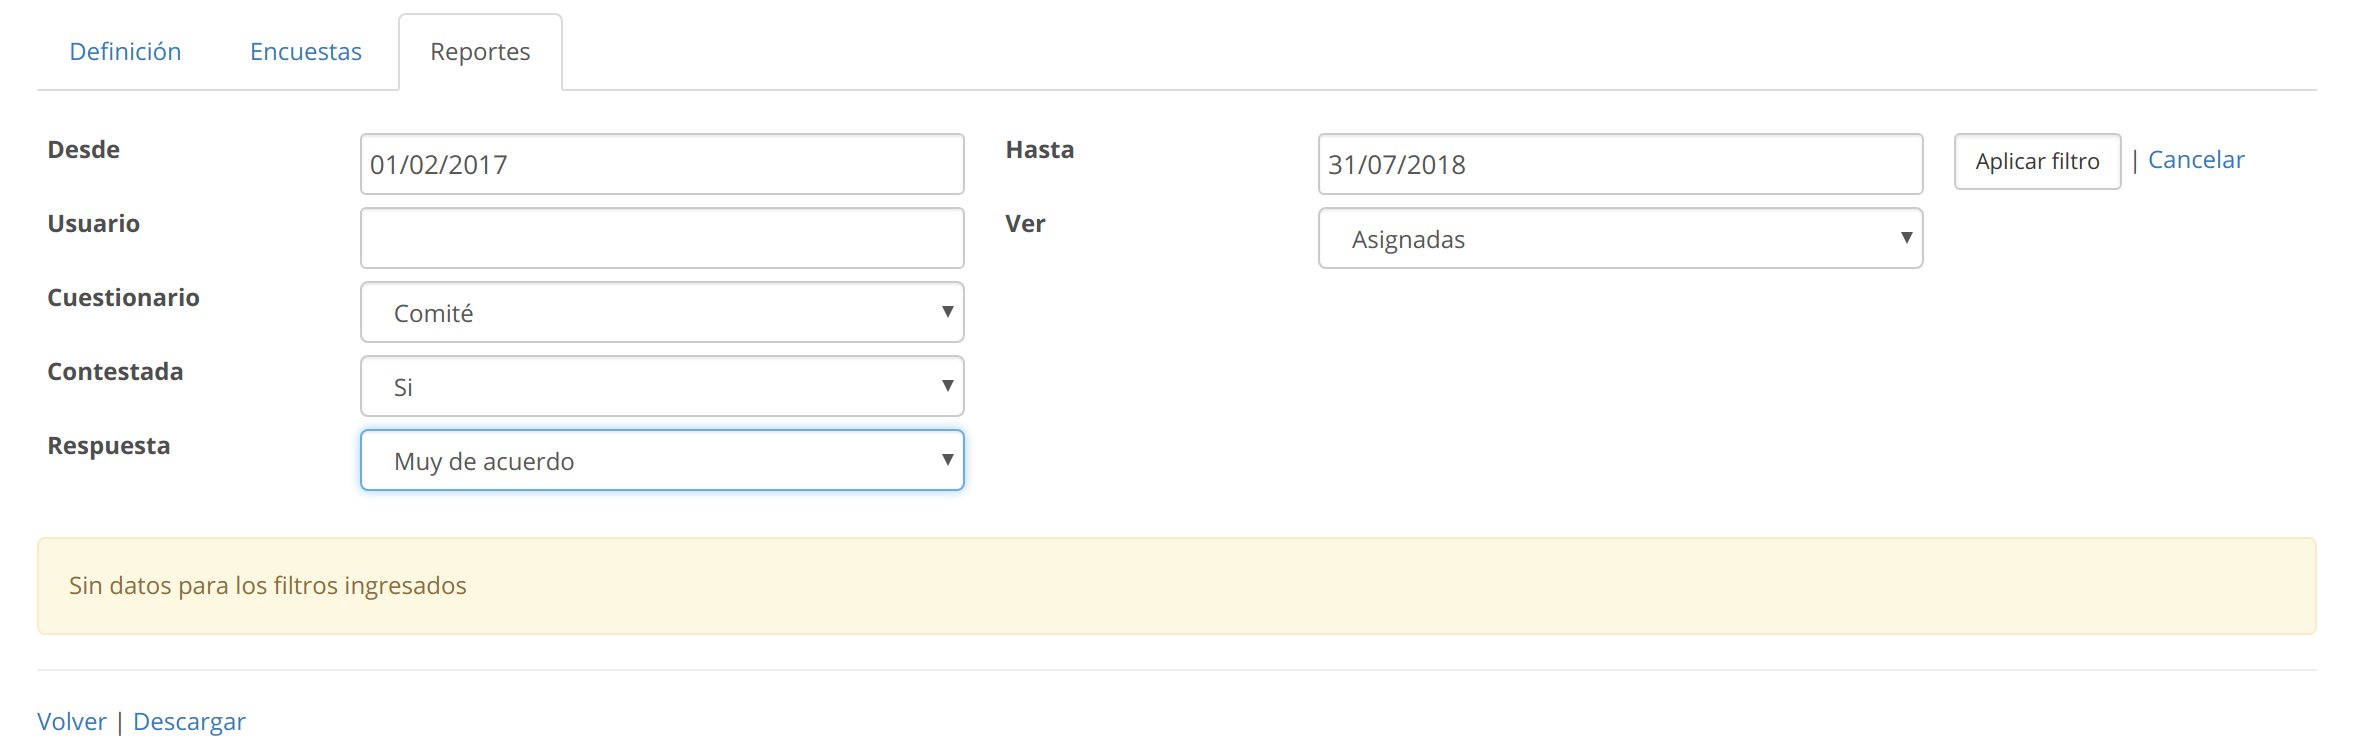 Definición Encuestas Reportes
Desde 01/02/2017 Hasta 31/07/2018 Aplicar filtro | Cancelar
Usuario Ver Asignadas
Cuestionario Comité
Contestada Si
Respuesta Muy de acuerdo
Sin datos para los filtros ingresados
Volver | Descargar